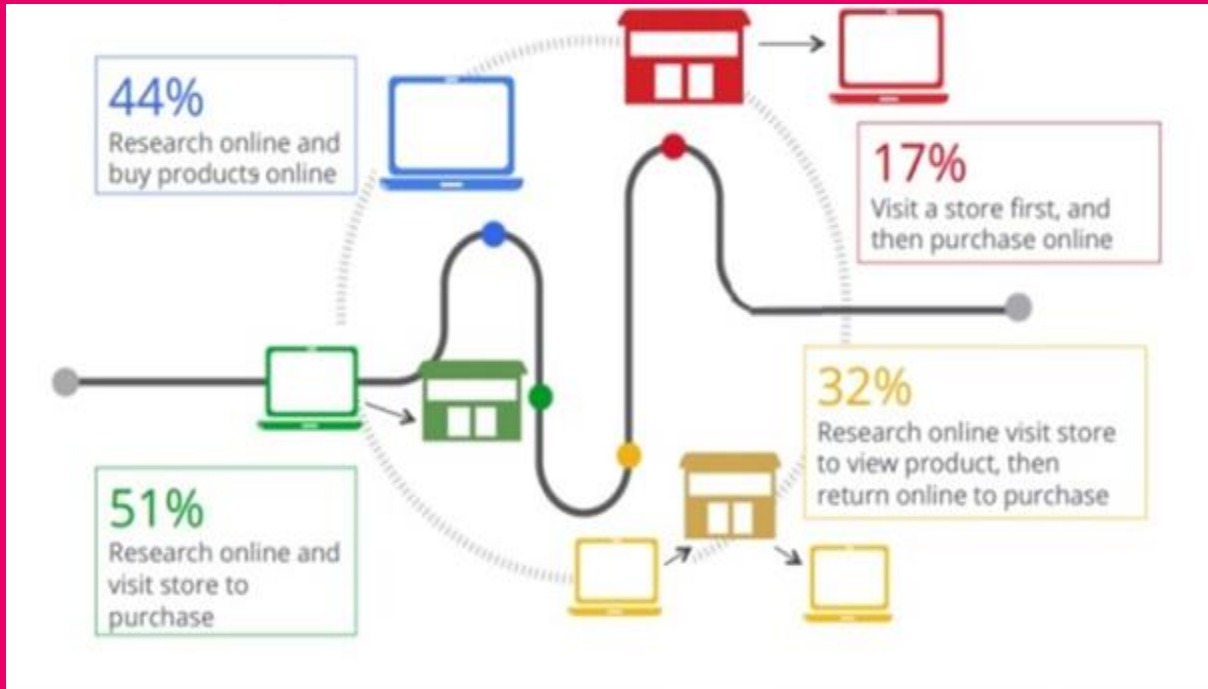 44%
Research online and
buy products online
17%
Visit a store first, and
then purchase online
51%
Research online and
visit store to
purchase
32%
Research online visit store
to view product, then
return online to purchase